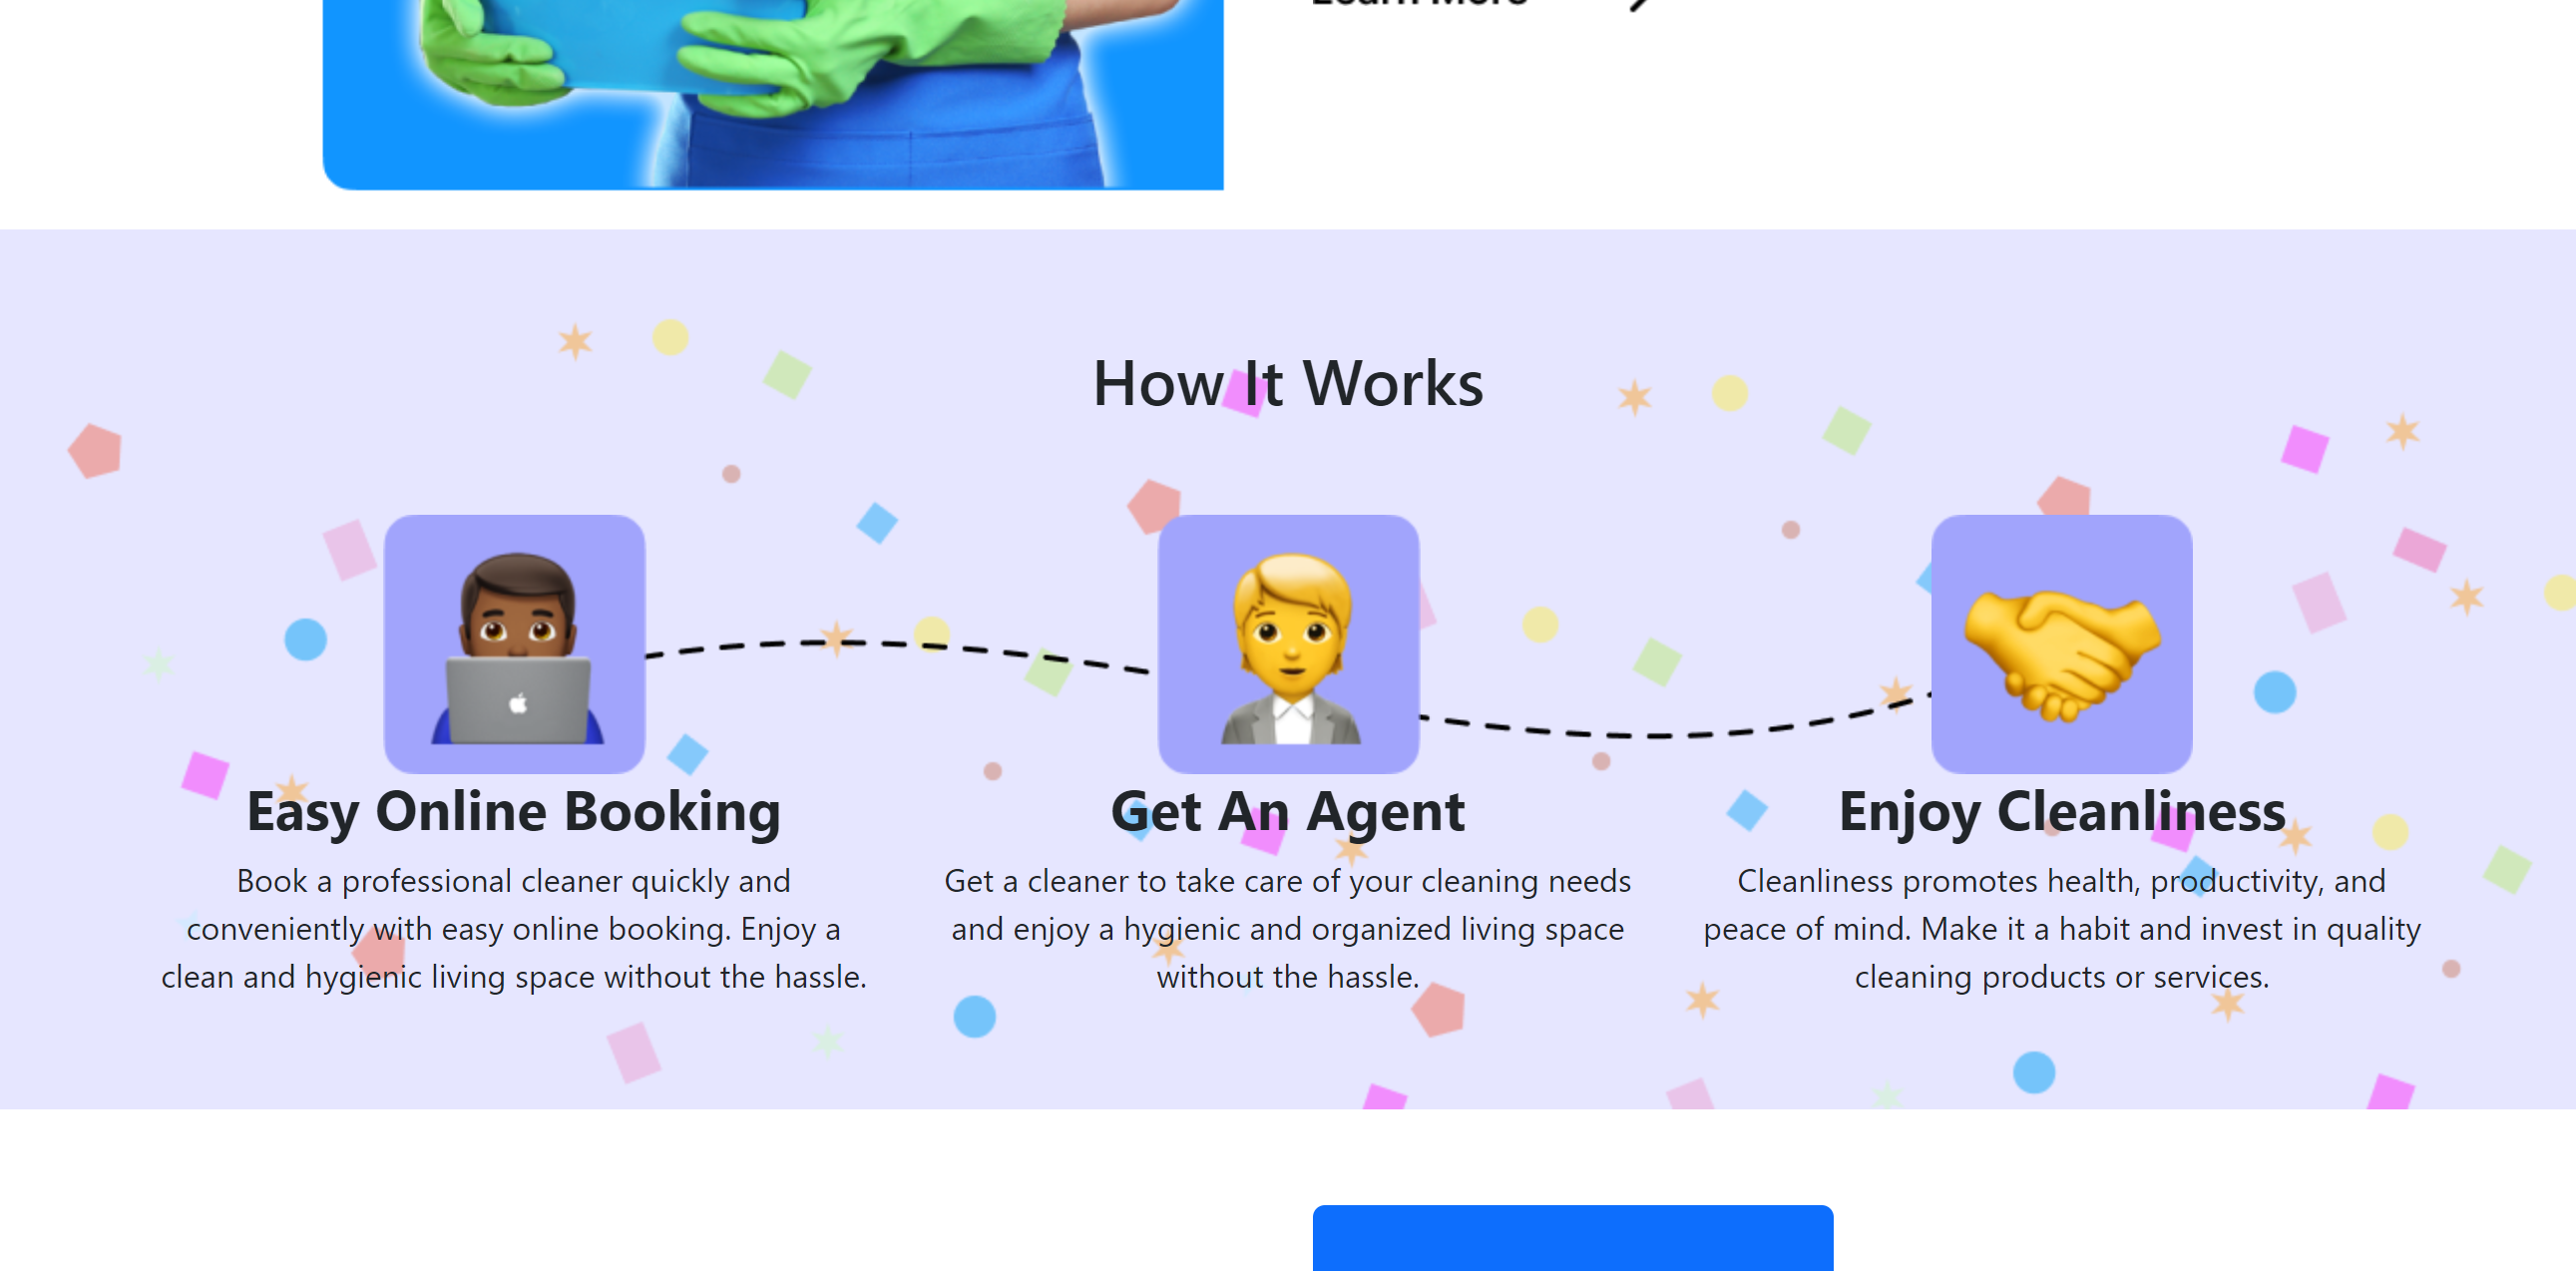 Learn More
How It Works
Easy Online Booking
Book a professional cleaner quickly and
conveniently with easy online booking. Enjoy a
clean and hygienic living space without the hassle.
Get An Agent
Get a cleaner to take care of your cleaning needs
and enjoy a hygienic and organized living space
without the hassle.
Enjoy Cleanliness
Cleanliness promotes health, productivity, and
peace of mind. Make it a habit and invest in quality
cleaning products or services.